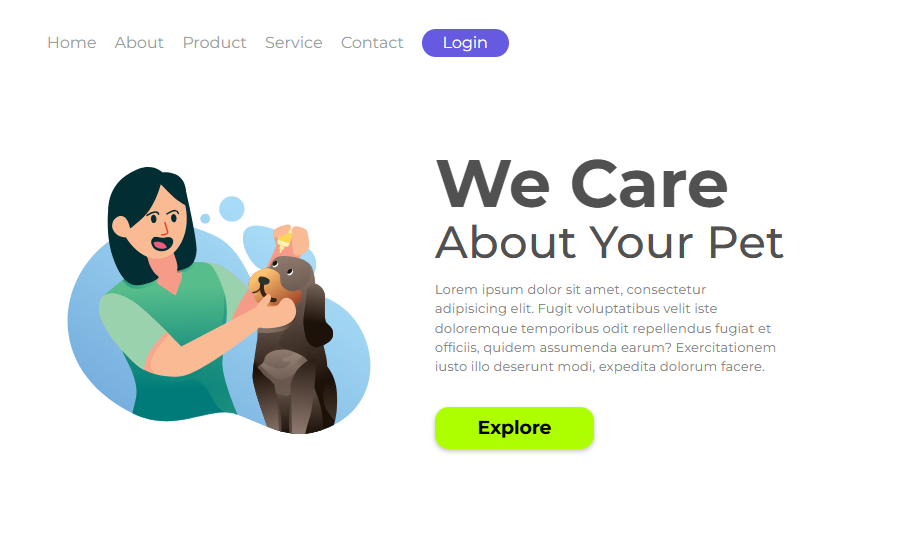 Home About Product Service Contact Login
We Care
About Your Pet
Lorem ipsum dolor sit amet, consectetur
adipisicing elit. Fugit voluptatibus velit iste
doloremque temporibus odit repellendus fugiat et
officiis, quidem assumenda earum? Exercitationem
iusto illo deserunt modi, expedita dolorum facere.
Explore